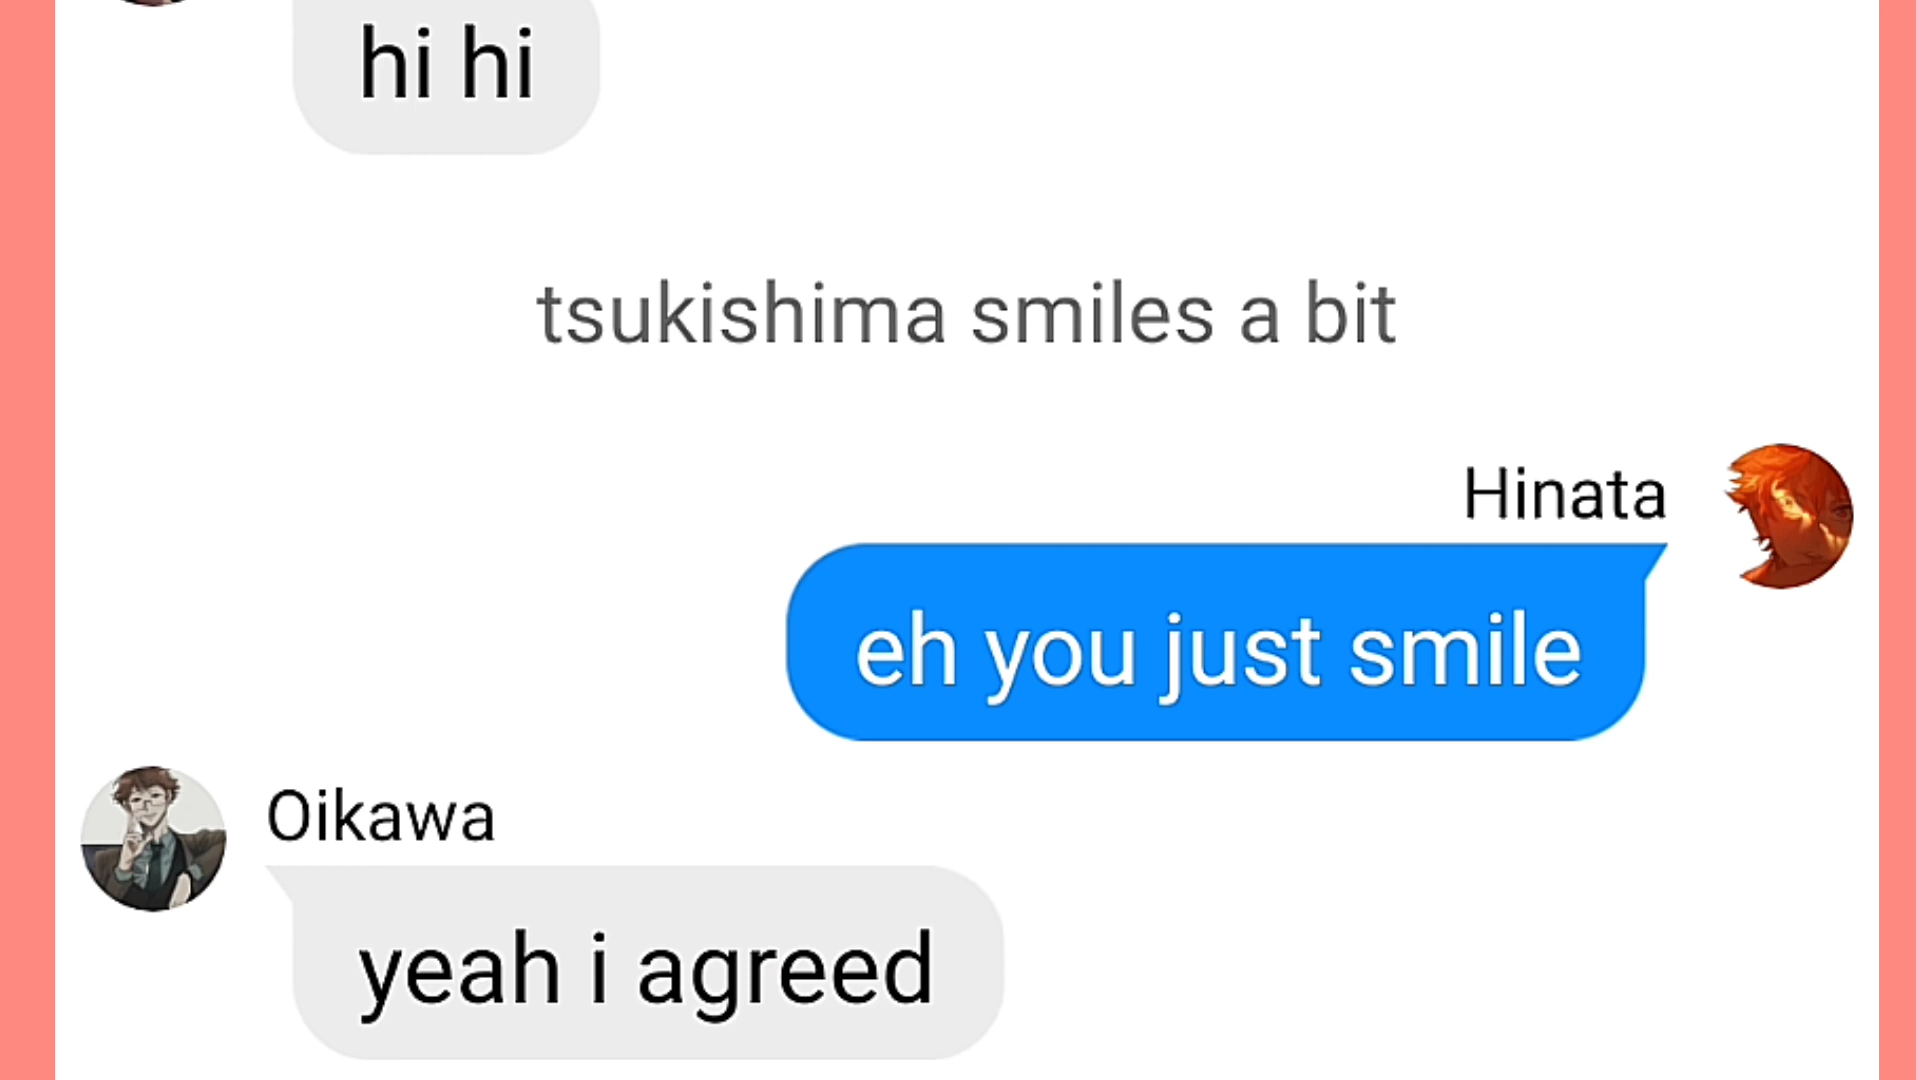 hi hi
tsukishima smiles a bit
Hinata
eh you just smile
Oikawa
yeah i agreed